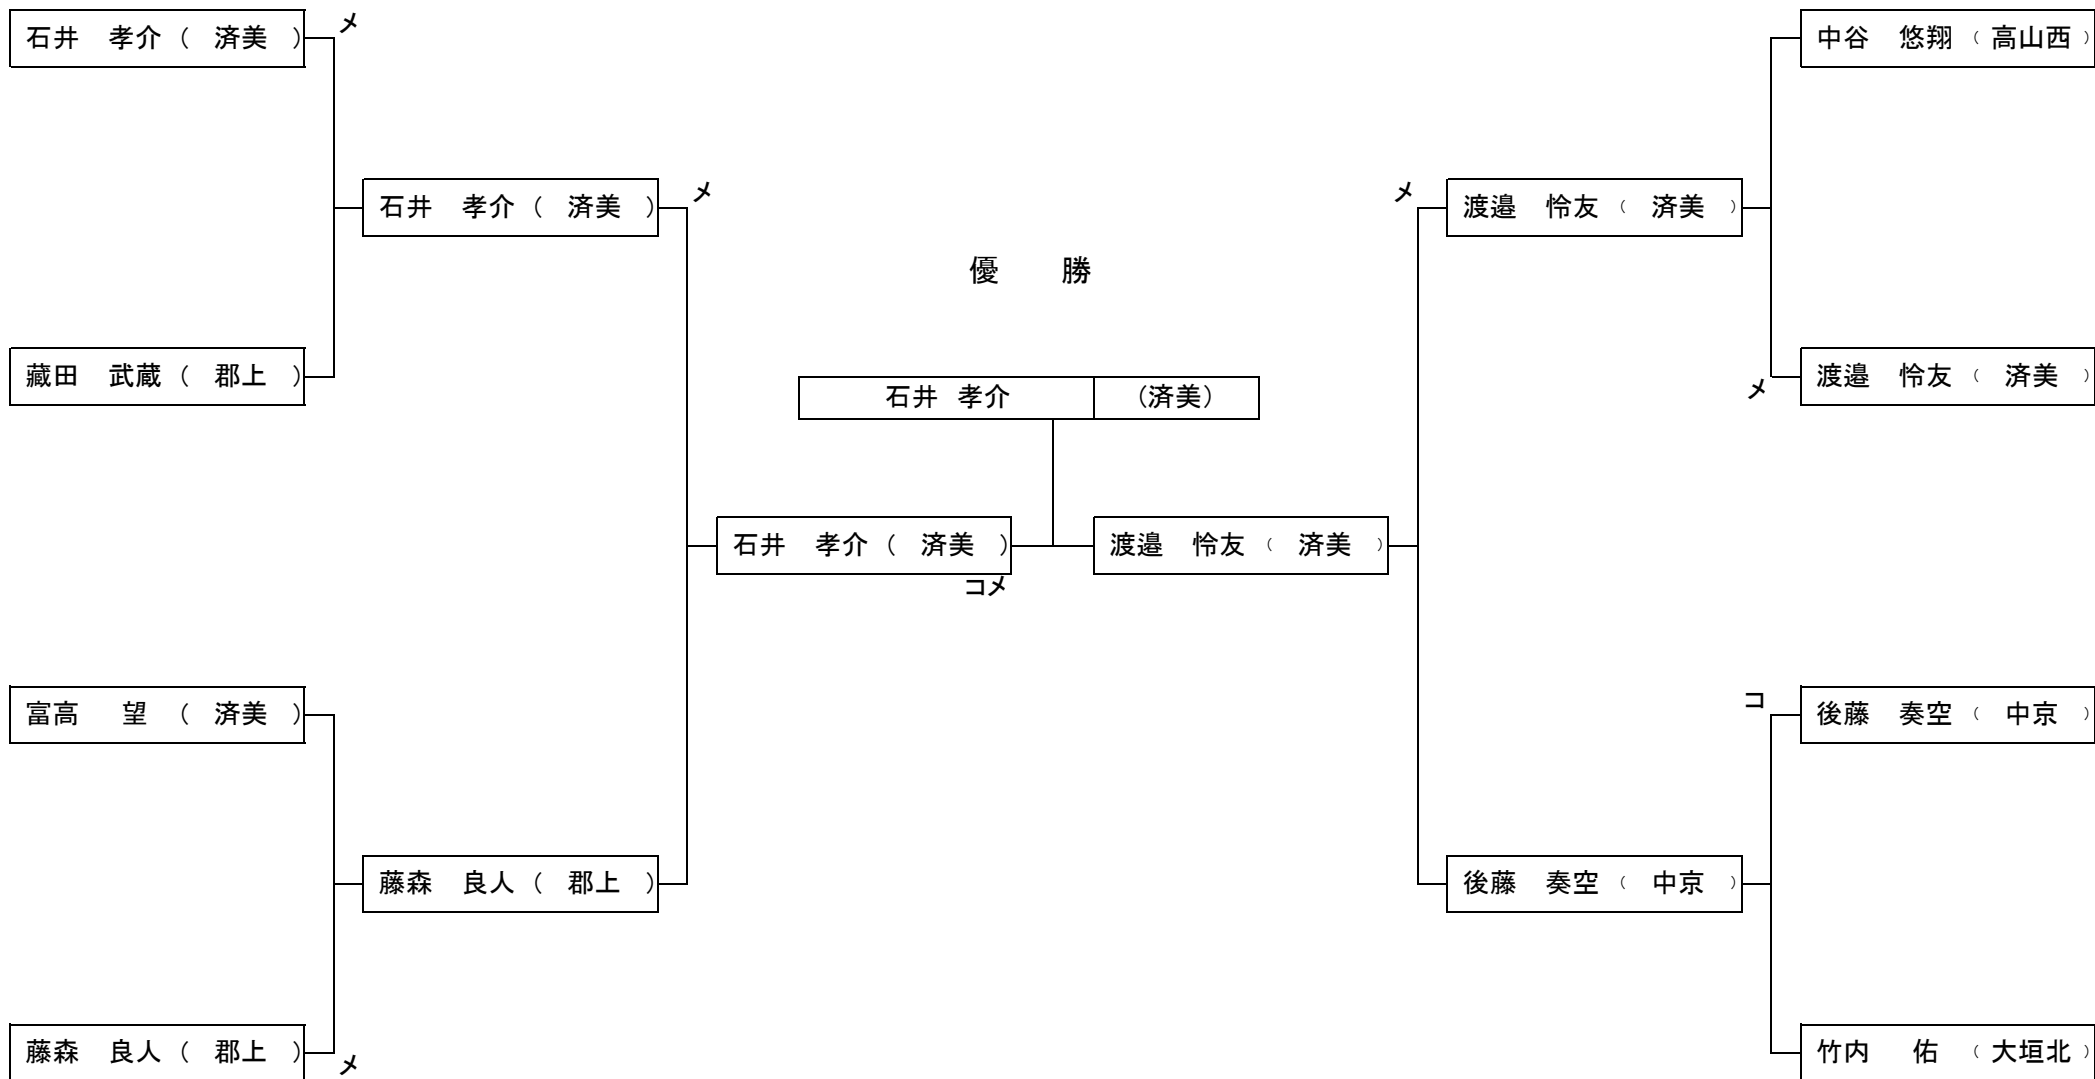 石井 孝介（ 済美 ） メ
中谷 悠翔（ 高山西 ）
石井 孝介（ 済美 ） メ
メ 渡邉 怜友（ 済美 ）
優 勝
藏田 武蔵（ 郡上 ）
メ 渡邉 怜友（ 済美 ）
石井 孝介 （済美）
石井 孝介（ 済美 ） 渡邉 怜友（ 済美 ）
コメ
富高 望 （ 済美 ）
コ 後藤 奏空（ 中京 ）
藤森 良人（ 郡上 ）
後藤 奏空（ 中京 ）
藤森 良人（ 郡上 ） メ
竹内 佑 （ 大垣北 ）